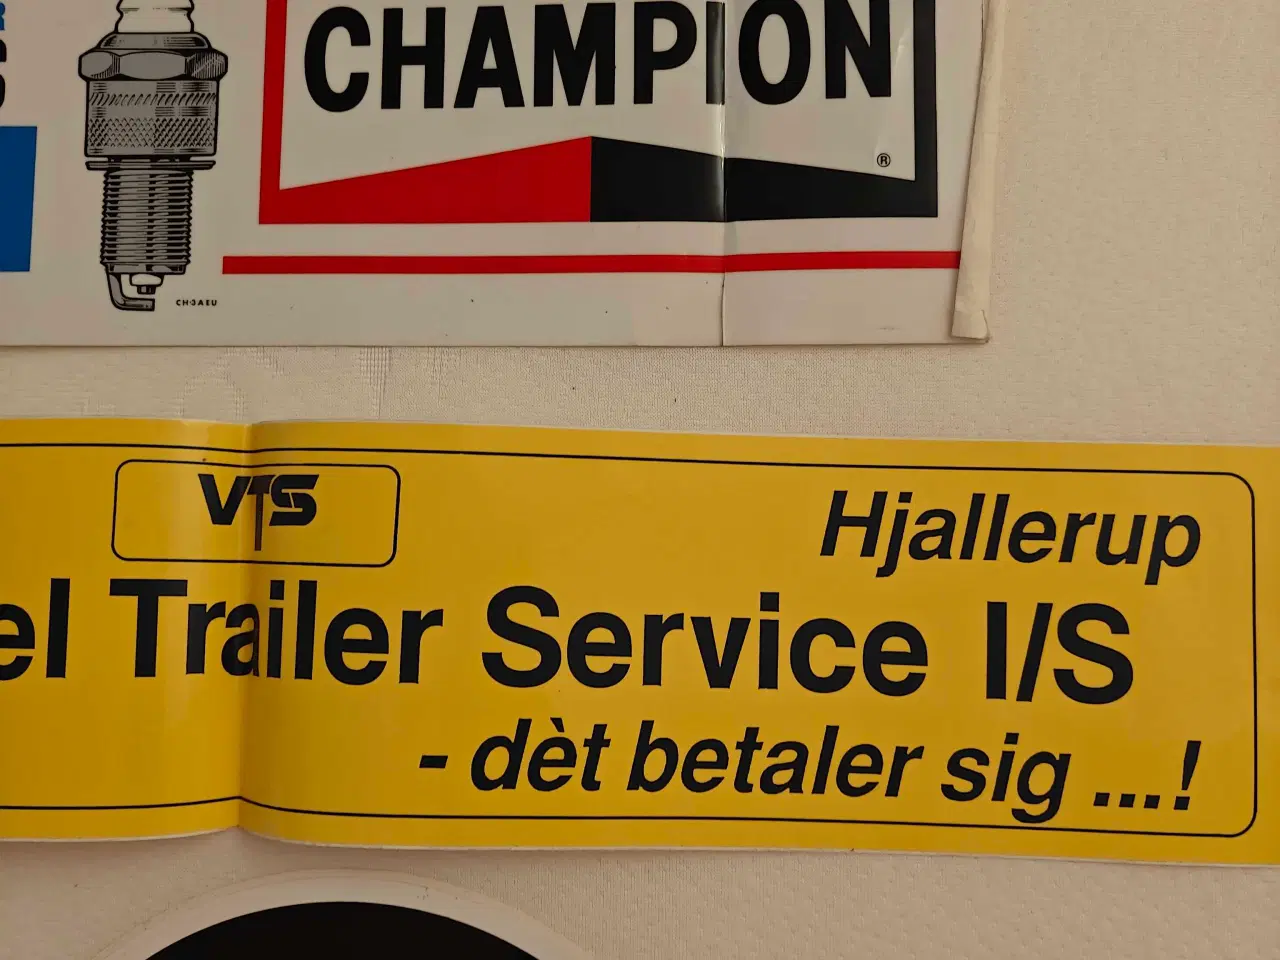 CHAMPION
®
CH3AEU
VTS
Hjallerup
el Trailer Service I/S
- dèt betaler sig ...!